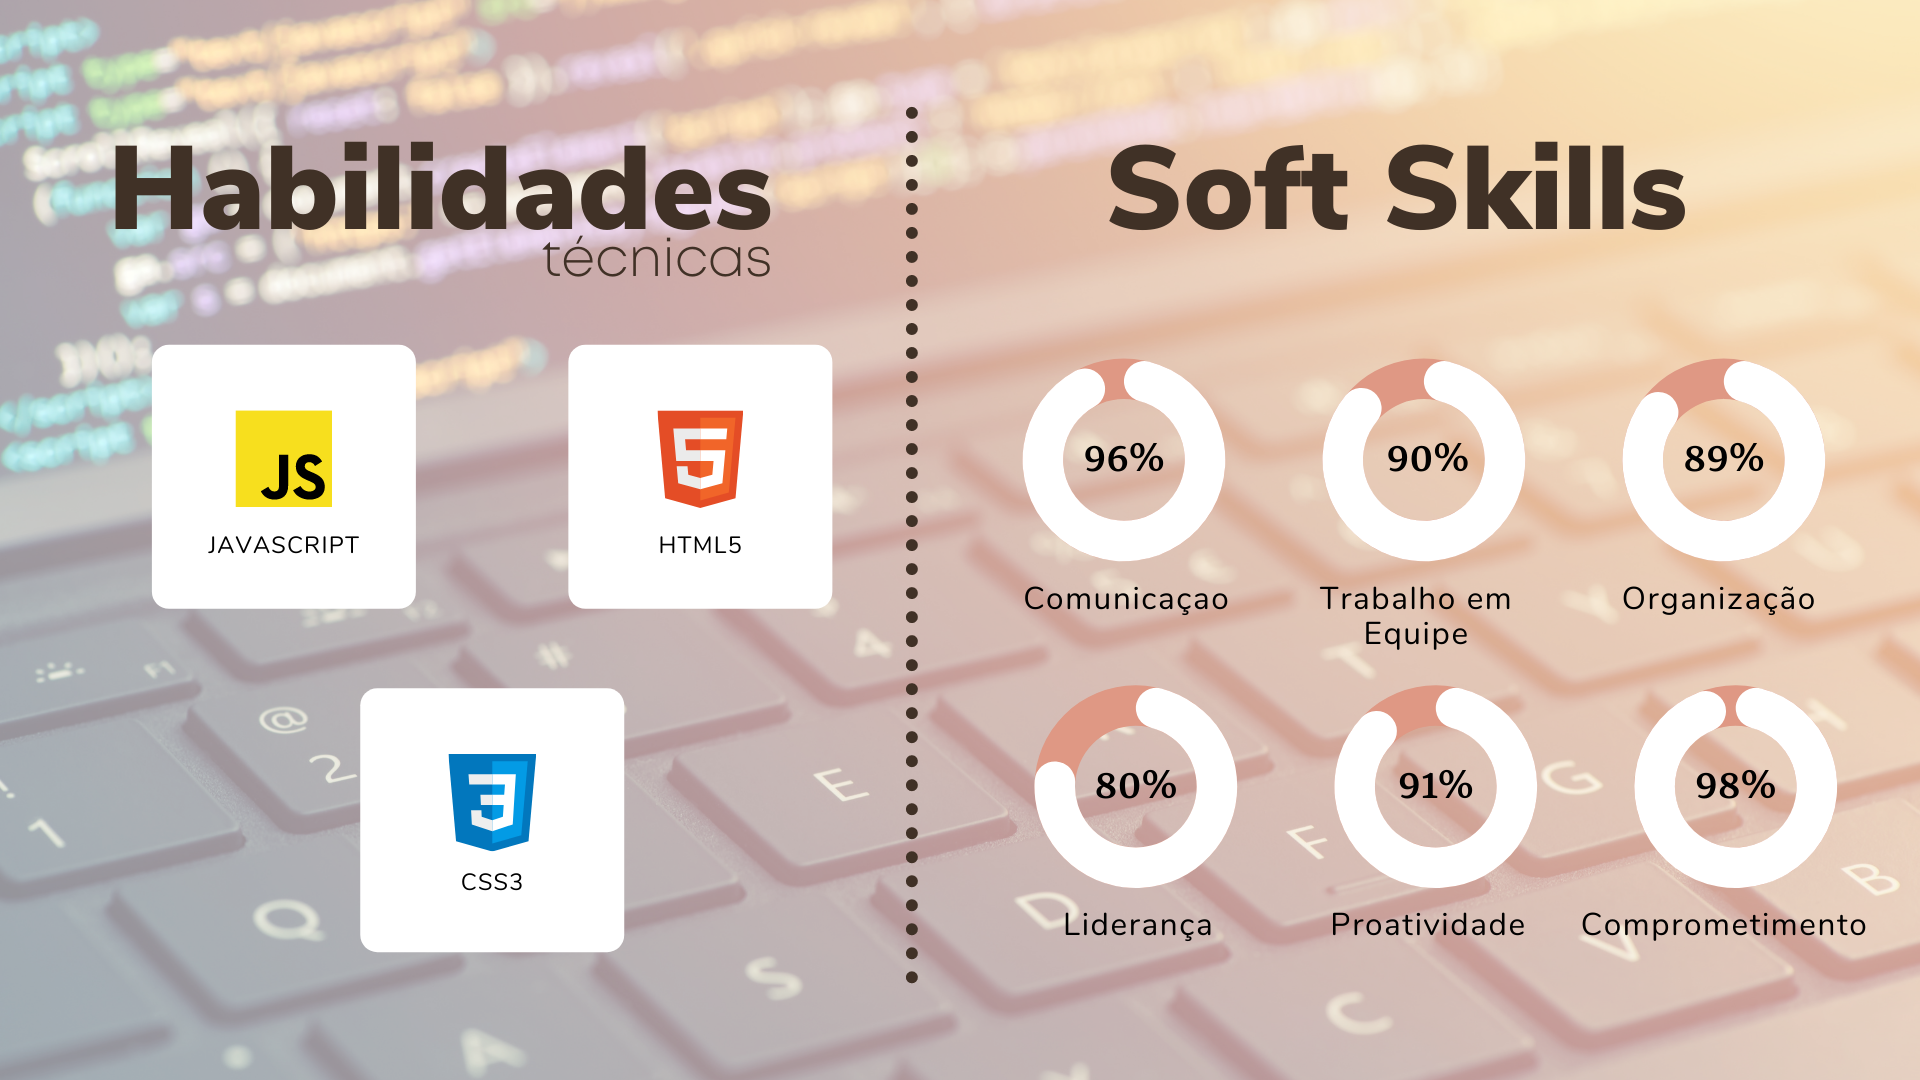 Habilidades
técnicas
JS
JAVASCRIPT
5
HTML5
3
CSS3
Soft Skills
96%
90%
89%
Comunicaçao
Trabalho em
Equipe
Organização
80%
91%
98%
Liderança
Proatividade
Comprometimento